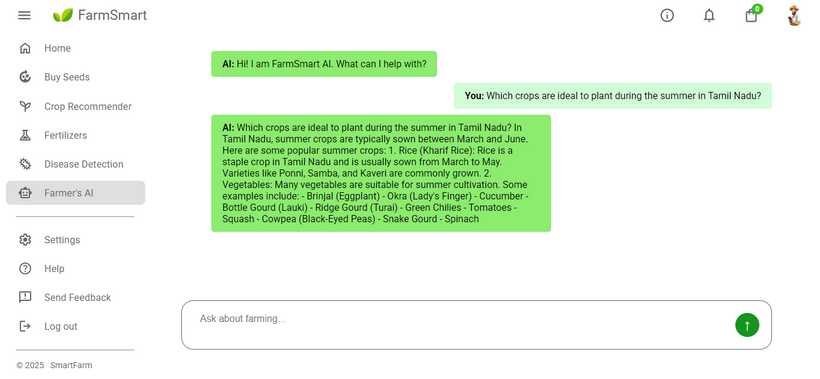 FarmSmart
0
Home
Buy Seeds
Crop Recommender
Fertilizers
Disease Detection
Farmer's AI
Settings
Help
Send Feedback
Log out
© 2025 SmartFarm
AI: Hi! I am FarmSmart AI. What can I help with?
You: Which crops are ideal to plant during the summer in Tamil Nadu?
AI: Which crops are ideal to plant during the summer in Tamil Nadu? In
Tamil Nadu, summer crops are typically sown between March and June.
Here are some popular summer crops: 1. Rice (Kharif Rice): Rice is a
staple crop in Tamil Nadu and is usually sown from March to May.
Varieties like Ponni, Samba, and Kaveri are commonly grown. 2.
Vegetables: Many vegetables are suitable for summer cultivation. Some
examples include: - Brinjal (Eggplant) - Okra (Lady's Finger) - Cucumber -
Bottle Gourd (Lauki) - Ridge Gourd (Turai) - Green Chilies - Tomatoes -
Squash - Cowpea (Black-Eyed Peas) - Snake Gourd - Spinach
Ask about farming...